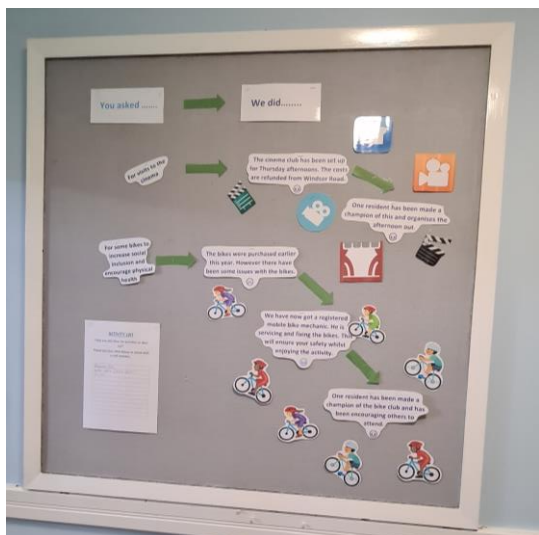 You asked ......
We did........
For visits to the
cinema
The cinema club has been set up
for Thursday afternoons. The costs
are refunded from Windsor Road.
One resident has been made a
champion of this and organises the
afternoon out.
For some bikes to
increase social
inclusion and
encourage physical
health
The bikes were purchased earlier
this year. However there have
been some issues with the bikes.
We have now got a registered
mobile bike mechanic. He is
servicing and fixing the bikes. This
will ensure your safety whilst
enjoying the activity.
One resident has been made a
champion of the bike club and has
been encouraging others to
attend.
ACTIVITY LIST